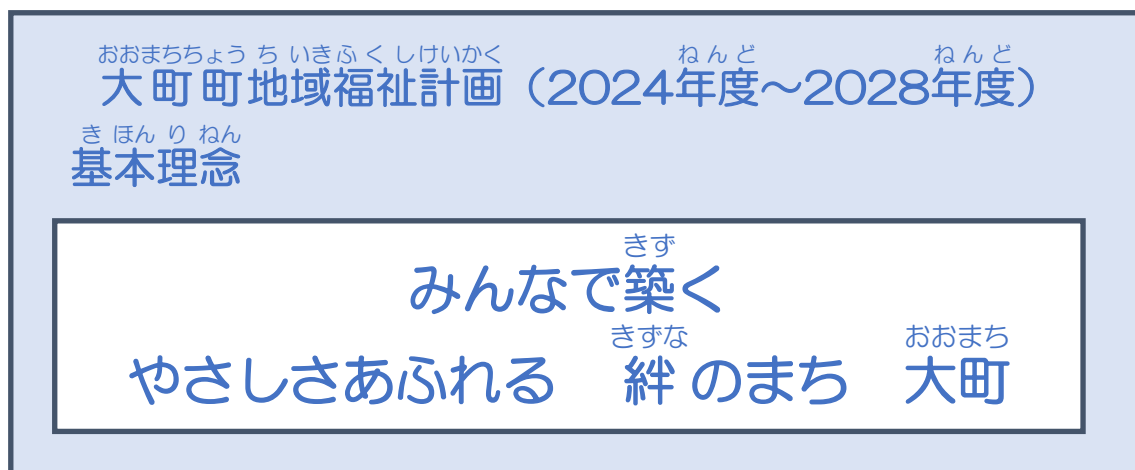 おおまちちょう ち いきふく しけいかく ねんど ねんど
大町町地域福祉計画（2024年度～2028年度）
き ほん り ねん
基本理念
きず
みんなで築く
きずな おおまち
やさしさあふれる　絆のまち　大町